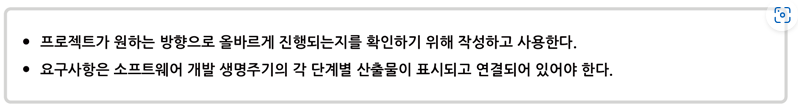 • 프로젝트가 원하는 방향으로 올바르게 진행되는지를 확인하기 위해 작성하고 사용한다.
• 요구사항은 소프트웨어 개발 생명주기의 각 단계별 산출물이 표시되고 연결되어 있어야 한다.